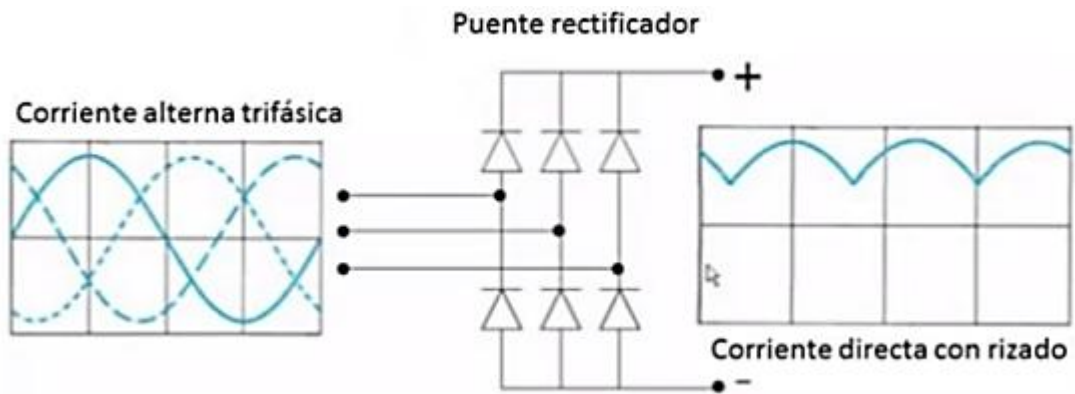 Puente rectificador
Corriente alterna trifásica
+
Corriente directa con rizado
-